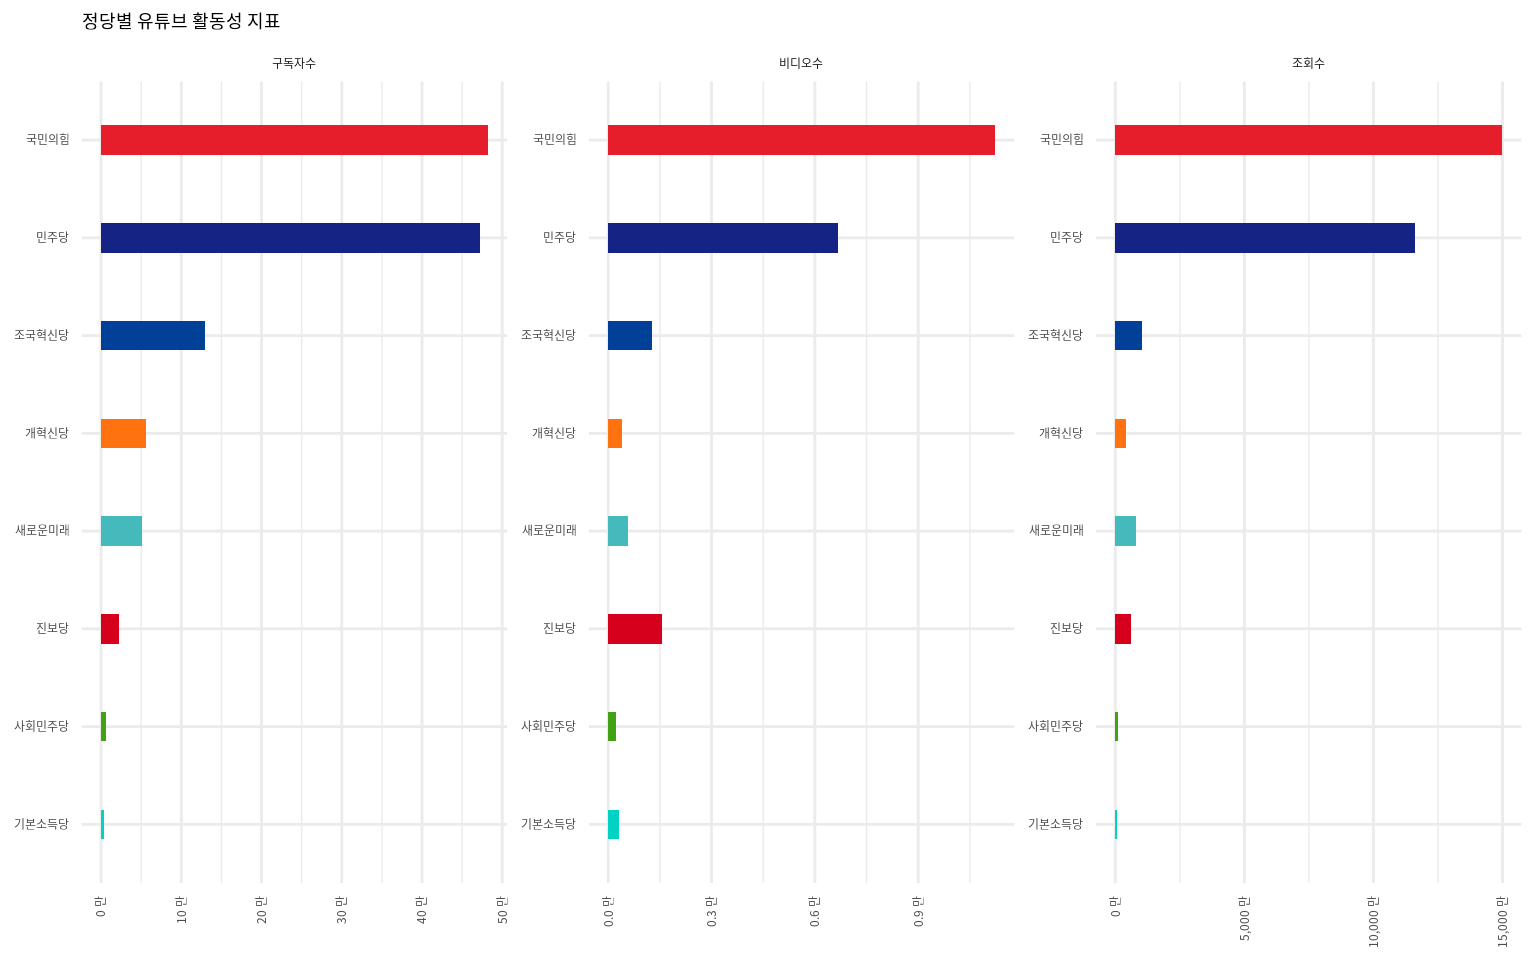 정당별 유튜브 활동성 지표
구독자수
국민의힘
민주당
조국혁신당
개혁신당
새로운미래
진보당
사회민주당
기본소득당
0 만
10 만
20 만
30 만
40 만
50 만
비디오수
국민의힘
민주당
조국혁신당
개혁신당
새로운미래
진보당
사회민주당
기본소득당
0.0 만
0.3 만
0.6 만
0.9 만
조회수
국민의힘
민주당
조국혁신당
개혁신당
새로운미래
진보당
사회민주당
기본소득당
0 만
5,000 만
10,000 만
15,000 만